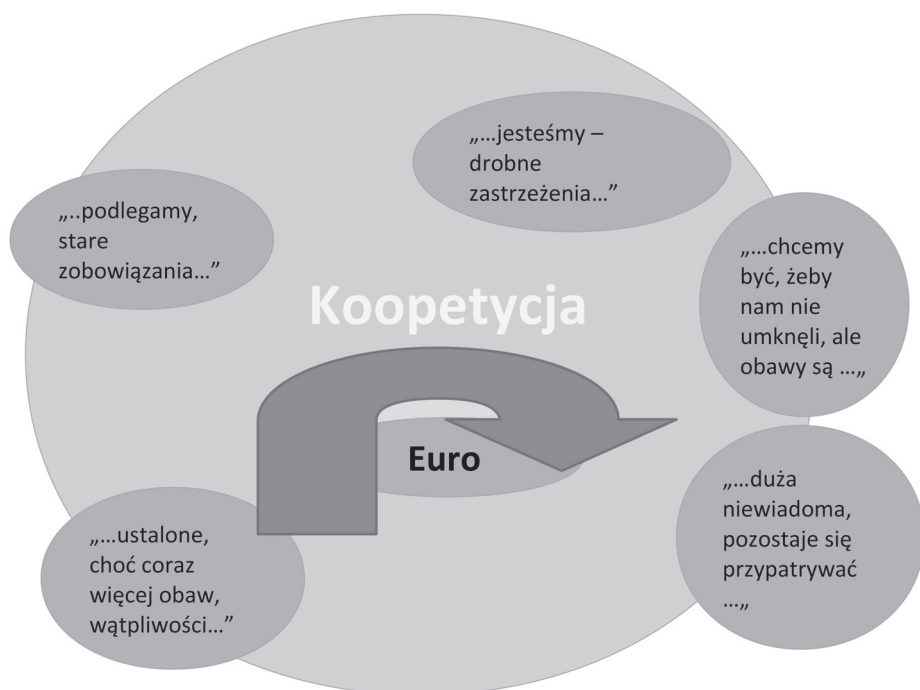 „...jesteśmy –
drobne
zastrzeżenia...”
„..podlegamy,
stare
zobowiązania...”
„...chcemy
być, żeby
nam nie
umknęli, ale
obawy są ...„
Koopetycja
Euro
„...duża
niewiadoma,
pozostaje się
przypatrywać
...„
„...ustalone,
choć coraz
więcej obaw,
wątpliwości...”